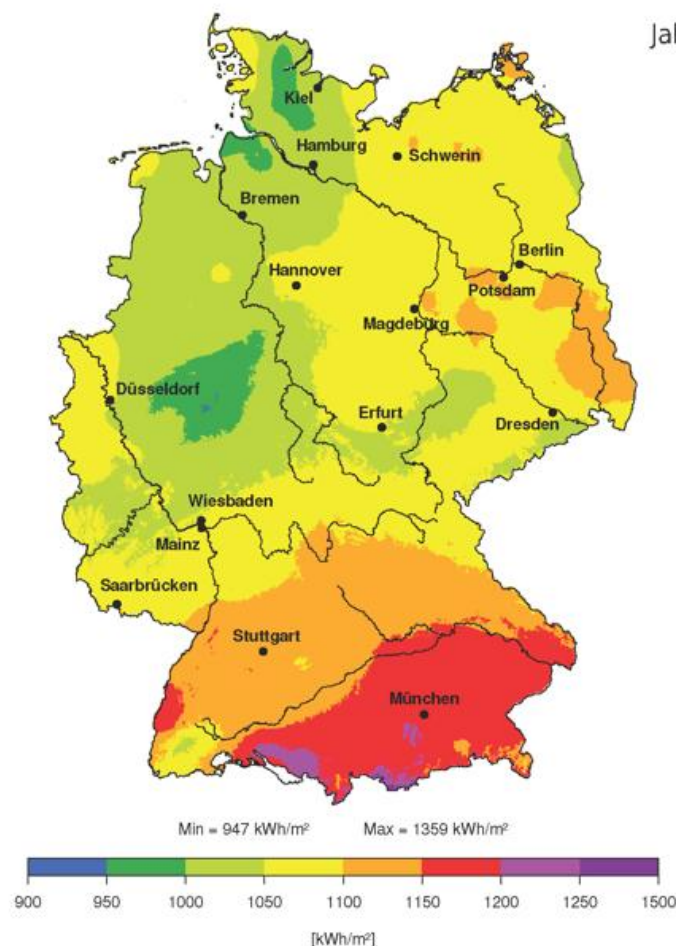 Jal
Kiel
Hamburg
Schwerin
Bremen
Berlin
Hannover
Potsdam
Magdeburg
Düsseldorf
Erfurt
Dresden
Wiesbaden
Mainz
Saarbrücken
Stuttgart
München
Min = 947 kWh/m² Max = 1359 kWh/m²
900 950 1000 1050 1100 1150 1200 1250 1500
[kWh/m²]